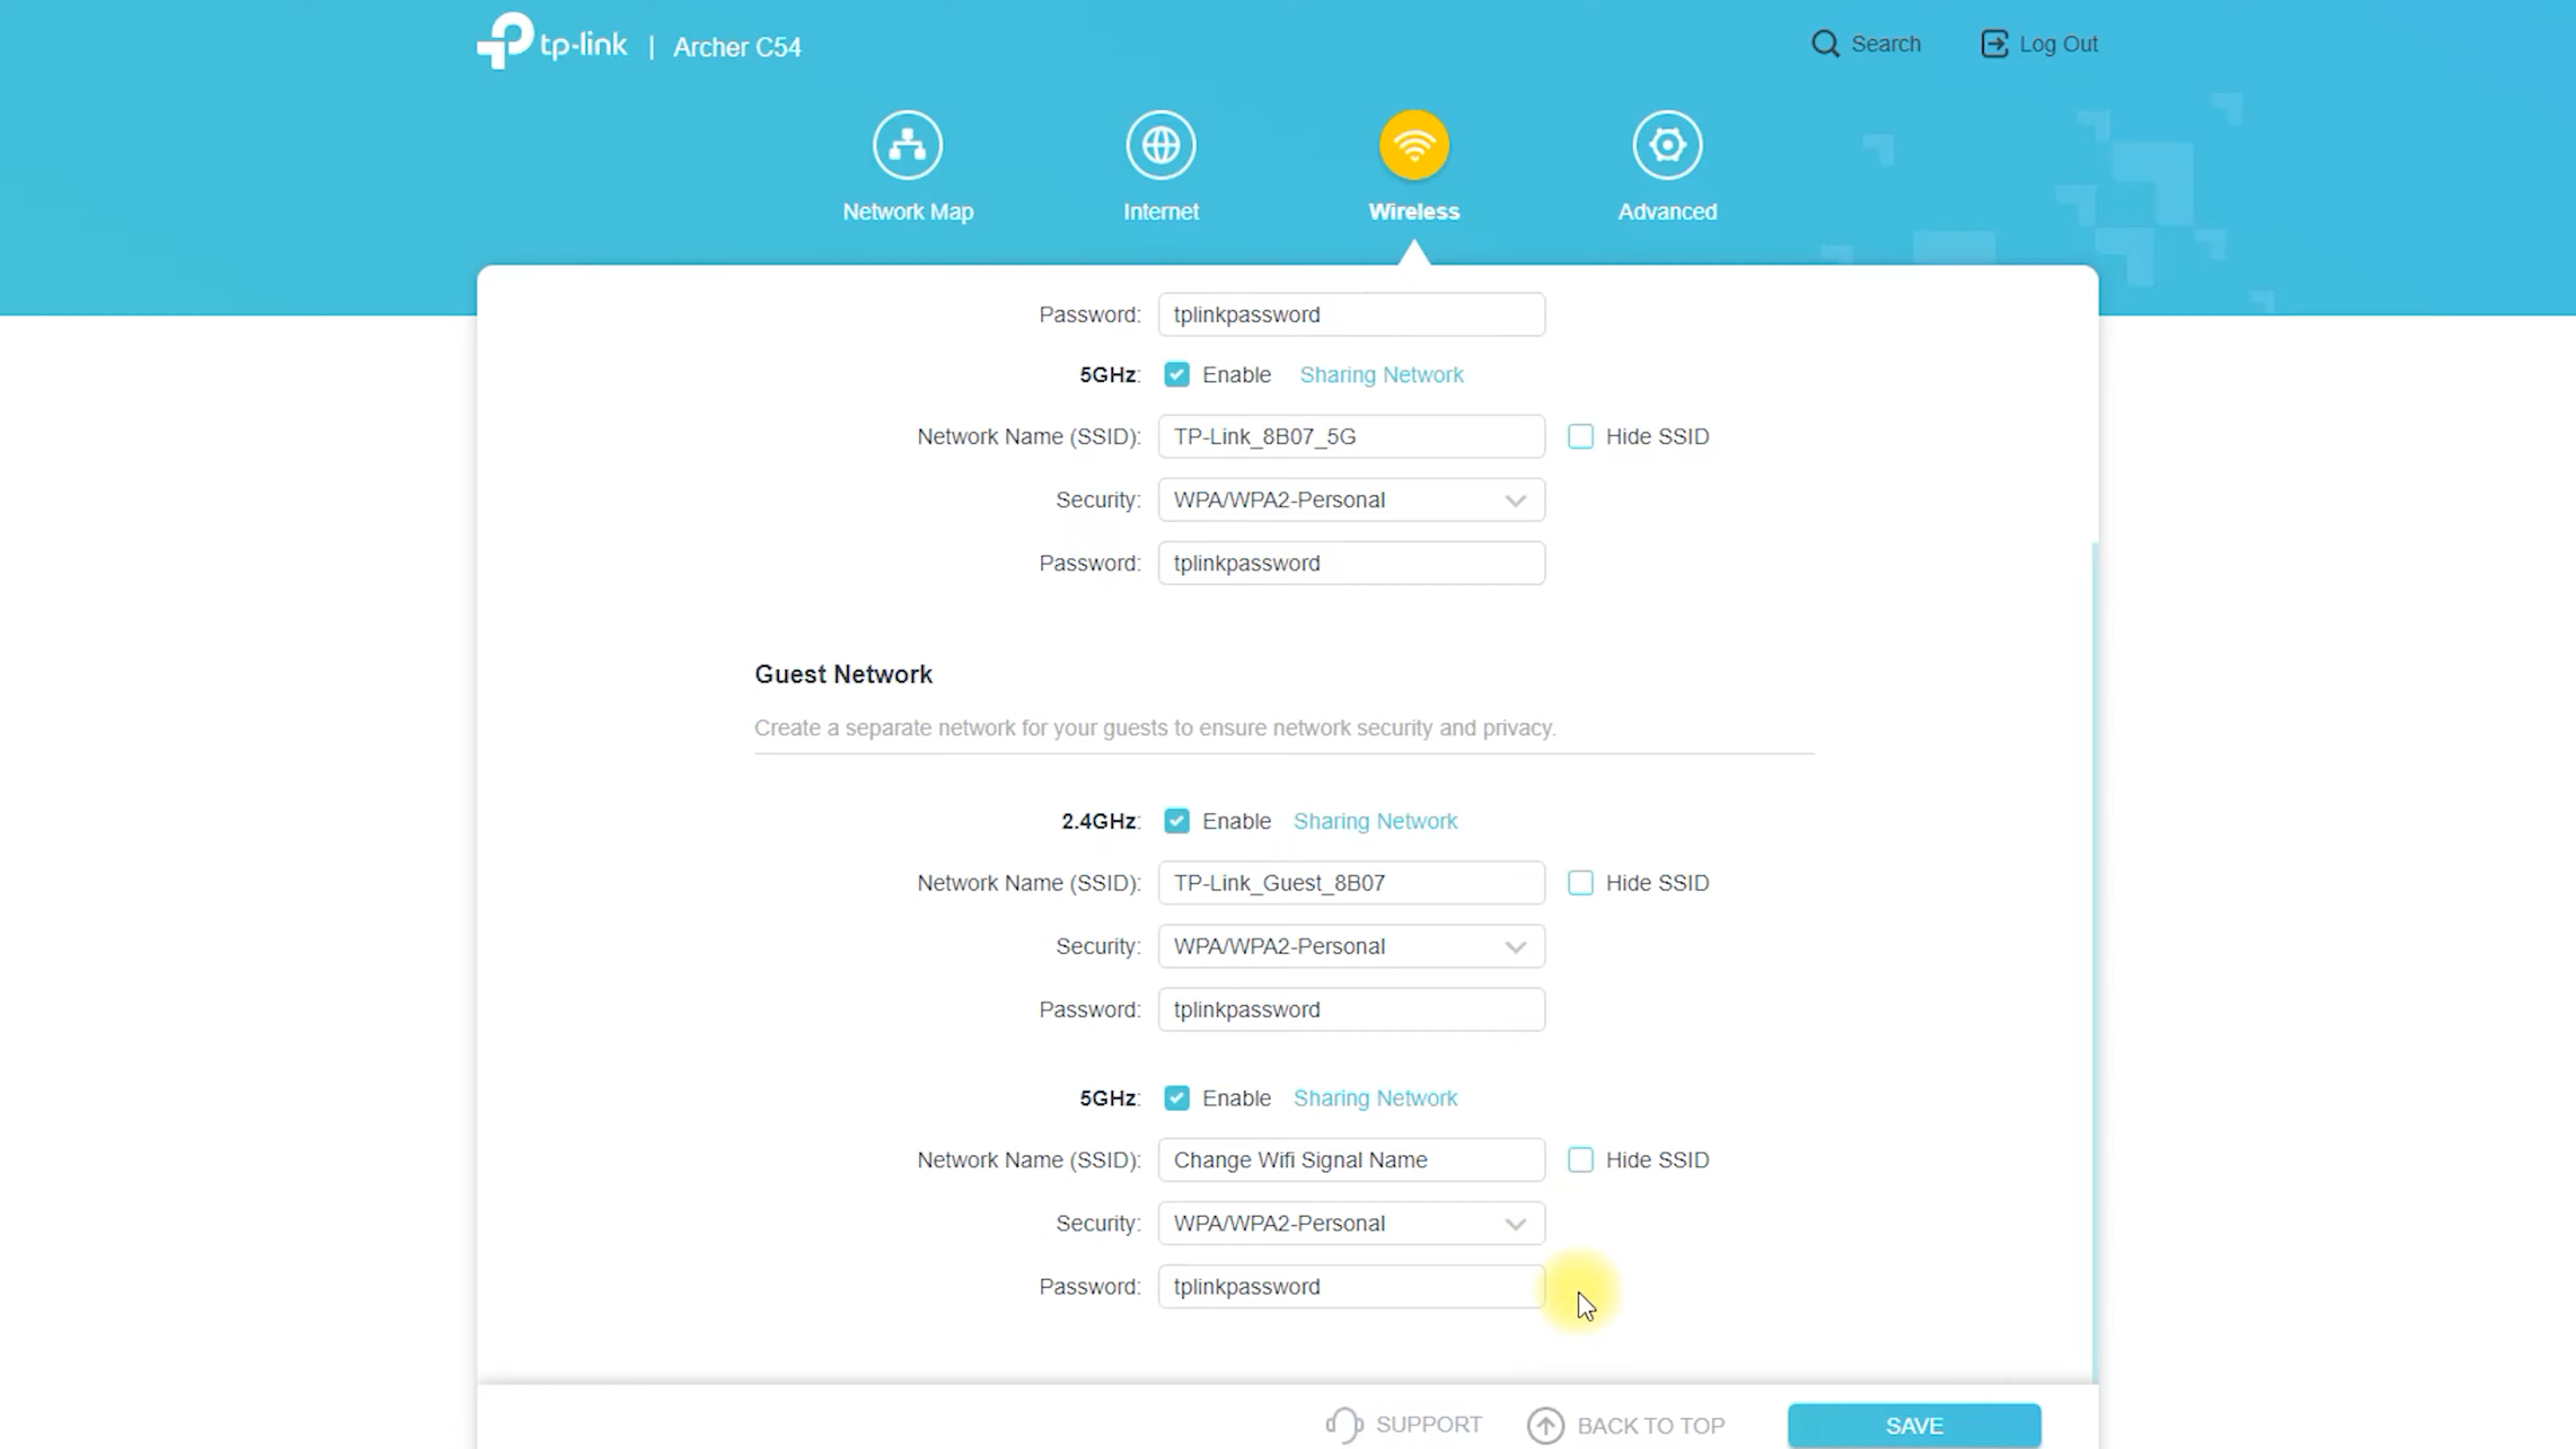 tp-link | Archer C54
Search
Log Out
Network Map
Internet
Wireless
Advanced
Password: tplinkpassword
5GHz: Enable Sharing Network
Network Name (SSID): TP-Link_8B07_5G Hide SSID
Security: WPA/WPA2-Personal
Password: tplinkpassword
Guest Network
Create a separate network for your guests to ensure network security and privacy.
2.4GHz: Enable Sharing Network
Network Name (SSID): TP-Link_Guest_8B07 Hide SSID
Security: WPA/WPA2-Personal
Password: tplinkpassword
5GHz: Enable Sharing Network
Network Name (SSID): Change Wifi Signal Name Hide SSID
Security: WPA/WPA2-Personal
Password: tplinkpassword
SUPPORT
BACK TO TOP
SAVE